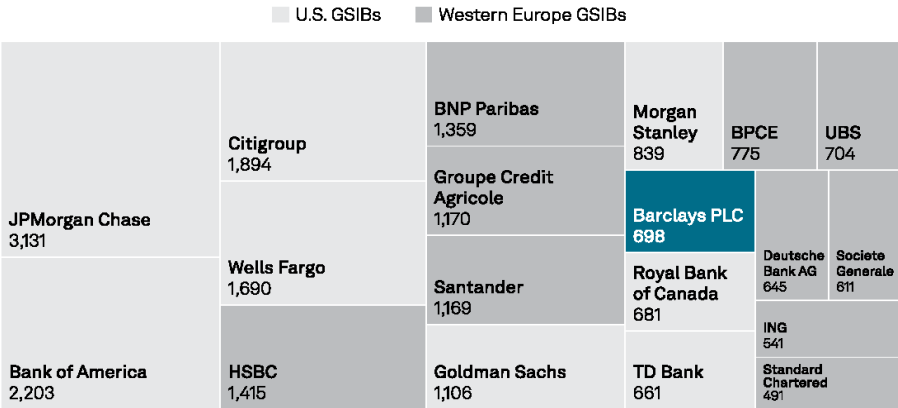 U.S. GSIBs
Western Europe GSIBs
JPMorgan Chase
3,131
Bank of America
2,203
Citigroup
1,894
Wells Fargo
1,690
HSBC
1,415
BNP Paribas
1,359
Groupe Credit
Agricole
1,170
Santander
1,169
Goldman Sachs
1,106
Morgan
Stanley
839
BPCE
775
UBS
704
Barclays PLC
698
Royal Bank
of Canada
681
TD Bank
661
Deutsche
Bank AG
645
Societe
Generale
611
ING
541
Standard
Chartered
491